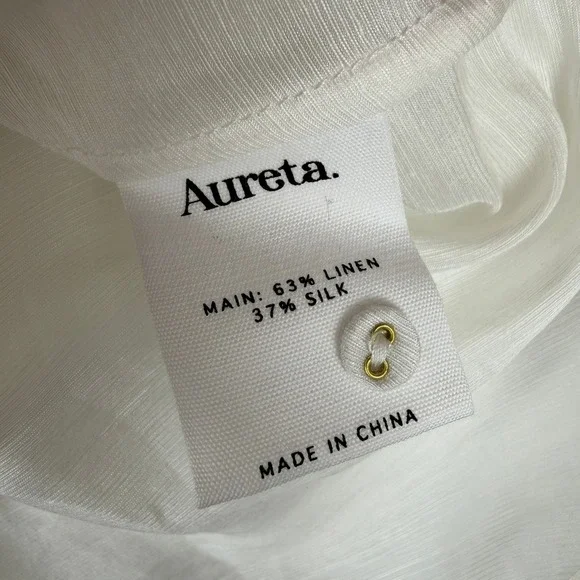 Aureta.
MAIN: 63% LINEN
37% SILK
MADE IN CHINA